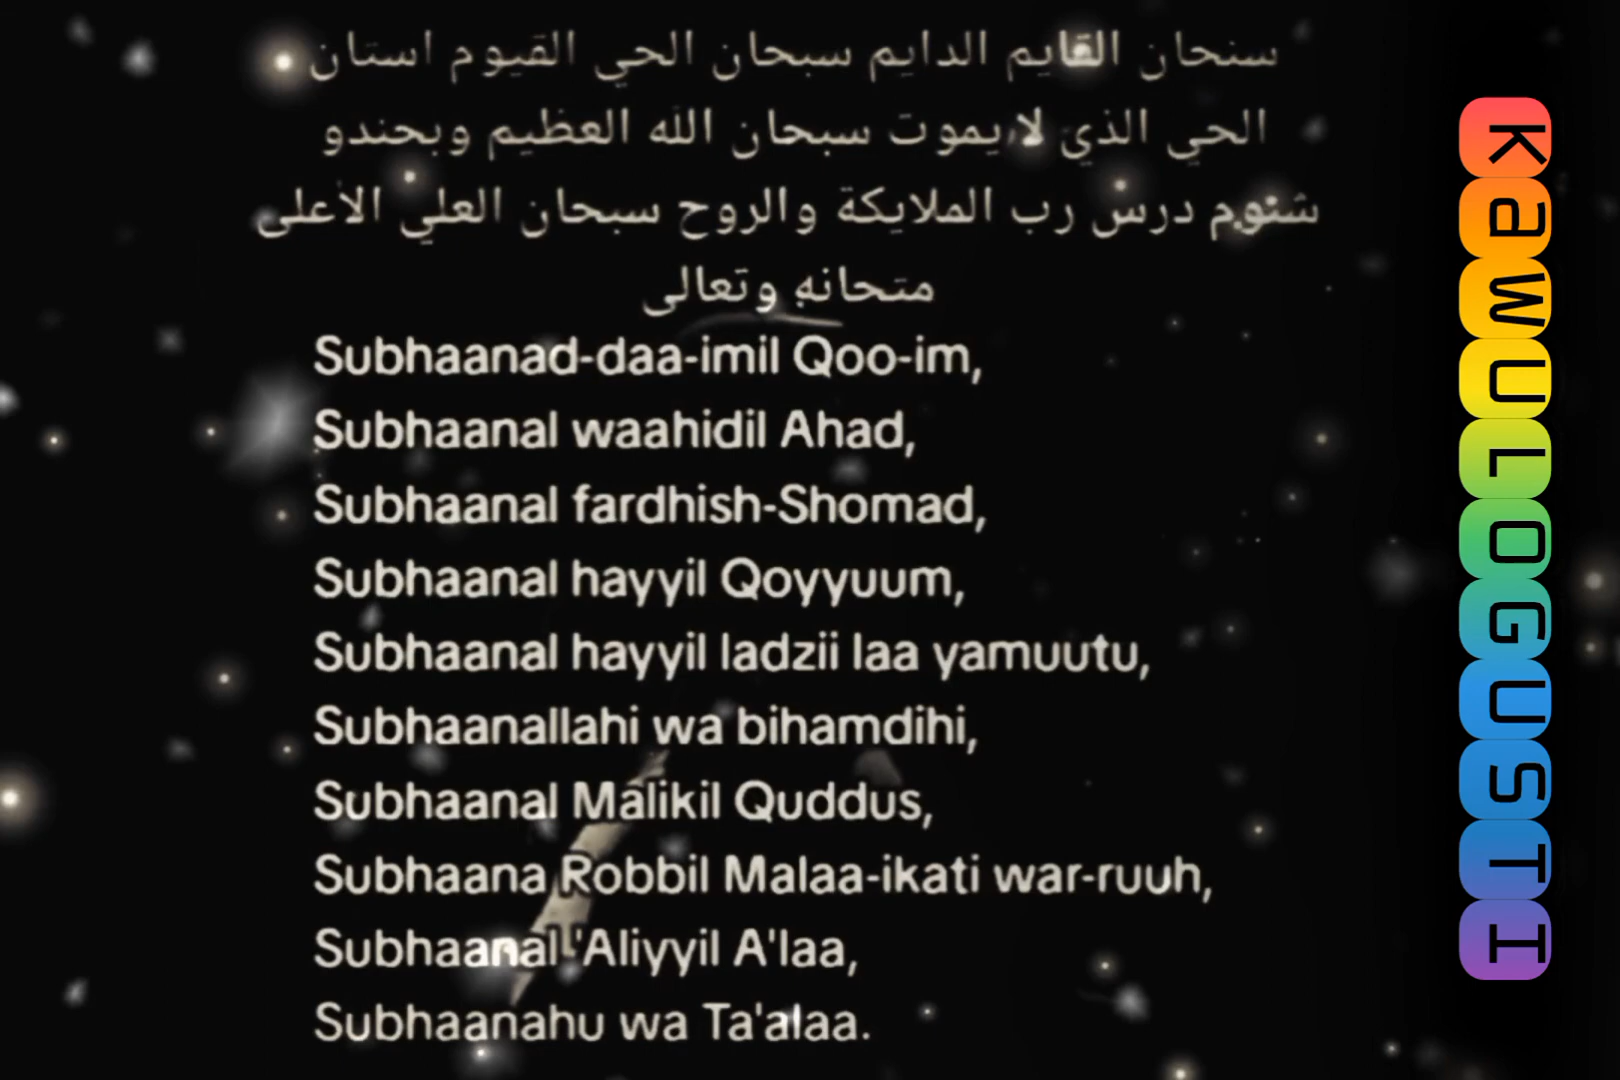 سنحان القايم الدايم سبحان الحي القيوم استان
الحي الذي لا يموت سبحان الله العظيم وبحندو
شنوم درس رب الملايكة والروح سبحان العلي الاعلى
متحانه وتعالى
Subhaanad-daa-imil Qoo-im,
Subhaanal waahidil Ahad,
Subhaanal fardhish-Shomad,
Subhaanal hayyil Qoyyuum,
Subhaanal hayyil ladzii laa yamuutu,
Subhaanallahi wa bihamdihi,
Subhaanal Malikil Quddus,
Subhaana Robbil Malaa-ikati war-ruuh,
Subhaanal 'Aliyyil A'laa,
Subhaanahu wa Ta'alaa.
KaWULOGUSTI